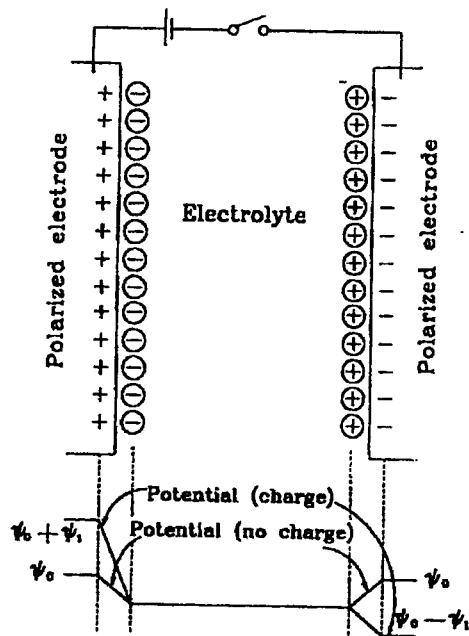 Polarized electrode
+ ⊖
+ ⊖
+ ⊖
+ ⊖
+ ⊖
+ ⊖
+ ⊖
+ ⊖
+ ⊖
+ ⊖
+ ⊖
+ ⊖
+ ⊖
Electrolyte
⊕ −
⊕ −
⊕ −
⊕ −
⊕ −
⊕ −
⊕ −
⊕ −
⊕ −
⊕ −
⊕ −
⊕ −
⊕ −
Polarized electrode
Potential (charge)
ψ₀ + ψ₁
Potential (no charge)
ψ₀
ψ₀
ψ₀ − ψ₁